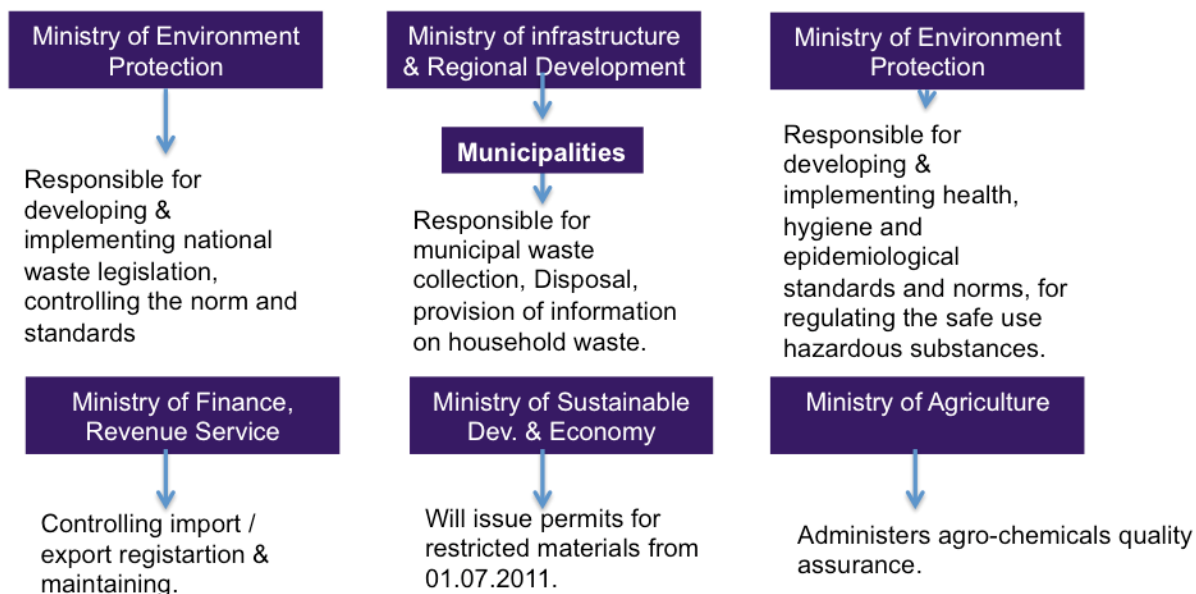 Ministry of Environment
Protection
Responsible for
developing &
implementing national
waste legislation,
controlling the norm and
standards
Ministry of infrastructure
& Regional Development
Municipalities
Responsible for
municipal waste
collection, Disposal,
provision of information
on household waste.
Ministry of Environment
Protection
Responsible for
developing &
implementing health,
hygiene and
epidemiological
standards and norms, for
regulating the safe use
hazardous substances.
Ministry of Finance,
Revenue Service
Controlling import /
export registartion &
maintaining.
Ministry of Sustainable
Dev. & Economy
Will issue permits for
restricted materials from
01.07.2011.
Ministry of Agriculture
Administers agro-chemicals quality
assurance.